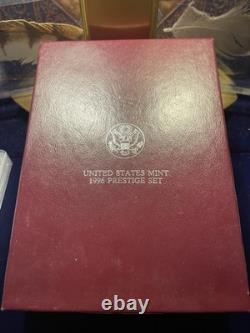 UNITED STATES MINT
1996 PRESTIGE SET